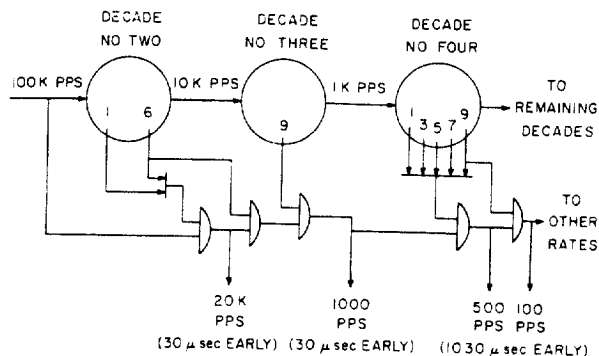 DECADE
NO TWO
DECADE
NO THREE
DECADE
NO FOUR
100K PPS
10K PPS
1K PPS
1 6
9
1 3 5 7 9
TO
REMAINING
DECADES
TO
OTHER
RATES
20K
PPS
(30 μ sec EARLY)
1000
PPS
(30 μ sec EARLY)
500
PPS
100
PPS
(1030 μ sec EARLY)